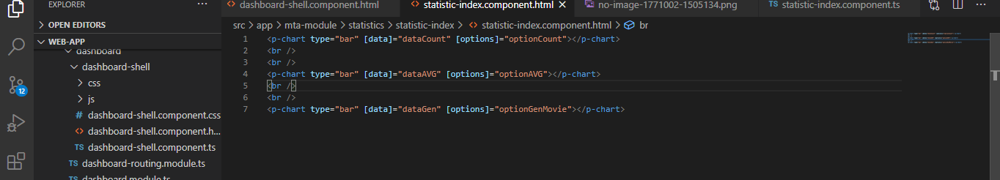 EXPLORER
···
dashboard-shell.component.html
statistic-index.component.html
no-image-1771002-1505134.png
statistic-index.component.ts
OPEN EDITORS
src > app > mta-module > statistics > statistic-index > statistic-index.component.html > br
WEB-APP
dashboard
dashboard-shell
css
js
dashboard-shell.component.css
dashboard-shell.component.h...
dashboard-shell.component.ts
dashboard-routing.module.ts
dashboard.module.ts
12
1 <p-chart type="bar" [data]="dataCount" [options]="optionCount"></p-chart>
2 <br />
3 <br />
4 <p-chart type="bar" [data]="dataAVG" [options]="optionAVG"></p-chart>
5 <br />
6 <br />
7 <p-chart type="bar" [data]="dataGen" [options]="optionGenMovie"></p-chart>